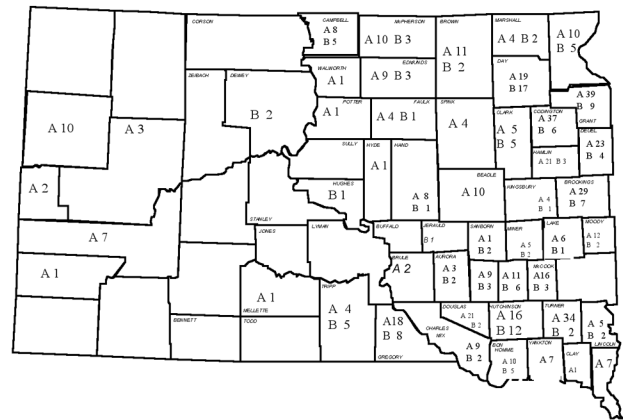 CORSON
CAMPBELL
A 8
B 5
McPHERSON
A 10 B 3
BROWN
A 11
B 2
MARSHALL
A 4 B 2
A 10
B 5
WALWORTH
A 1
EDMUNDS
A 9 B 3
DAY
A 19
B 17
DEWEY
B 2
POTTER
A 1
FAULK
A 4 B 1
SPINK
A 4
CLARK
A 5
B 5
CODINGTON
A 37
B 6
A 39
B 9
GRANT
DEUEL
A 23
B 4
HAMLIN
A 21 B 3
A 10
A 3
SULLY
HYDE
A 1
HAND
A 8
B 1
BEADLE
A 10
KINGSBURY
A 4
B 1
BROOKINGS
A 29
B 7
A 2
HUGHES
B 1
STANLEY
A 7
JONES
LYMAN
BUFFALO
JERAULD
B 1
SANBORN
A 1
B 2
MINER
A 5
B 2
LAKE
A 6
B 1
MOODY
A 12
B 2
A 1
BRULE
A 2
AURORA
A 3
B 2
A 9
B 3
A 11
B 6
McCOOK
A16
B 3
A 1
MELLETTE
TRIPP
A 4
B 5
DOUGLAS
A 21
B 2
HUTCHINSON
A 16
B 12
TURNER
A 34
B 2
A 5
B 2
LINCOLN
BENNETT
TODD
A18
B 8
GREGORY
CHARLES
MIX
A 9
B 2
BON
HOMME
A 10
B 5
YANKTON
A 7
CLAY
A1
A 7